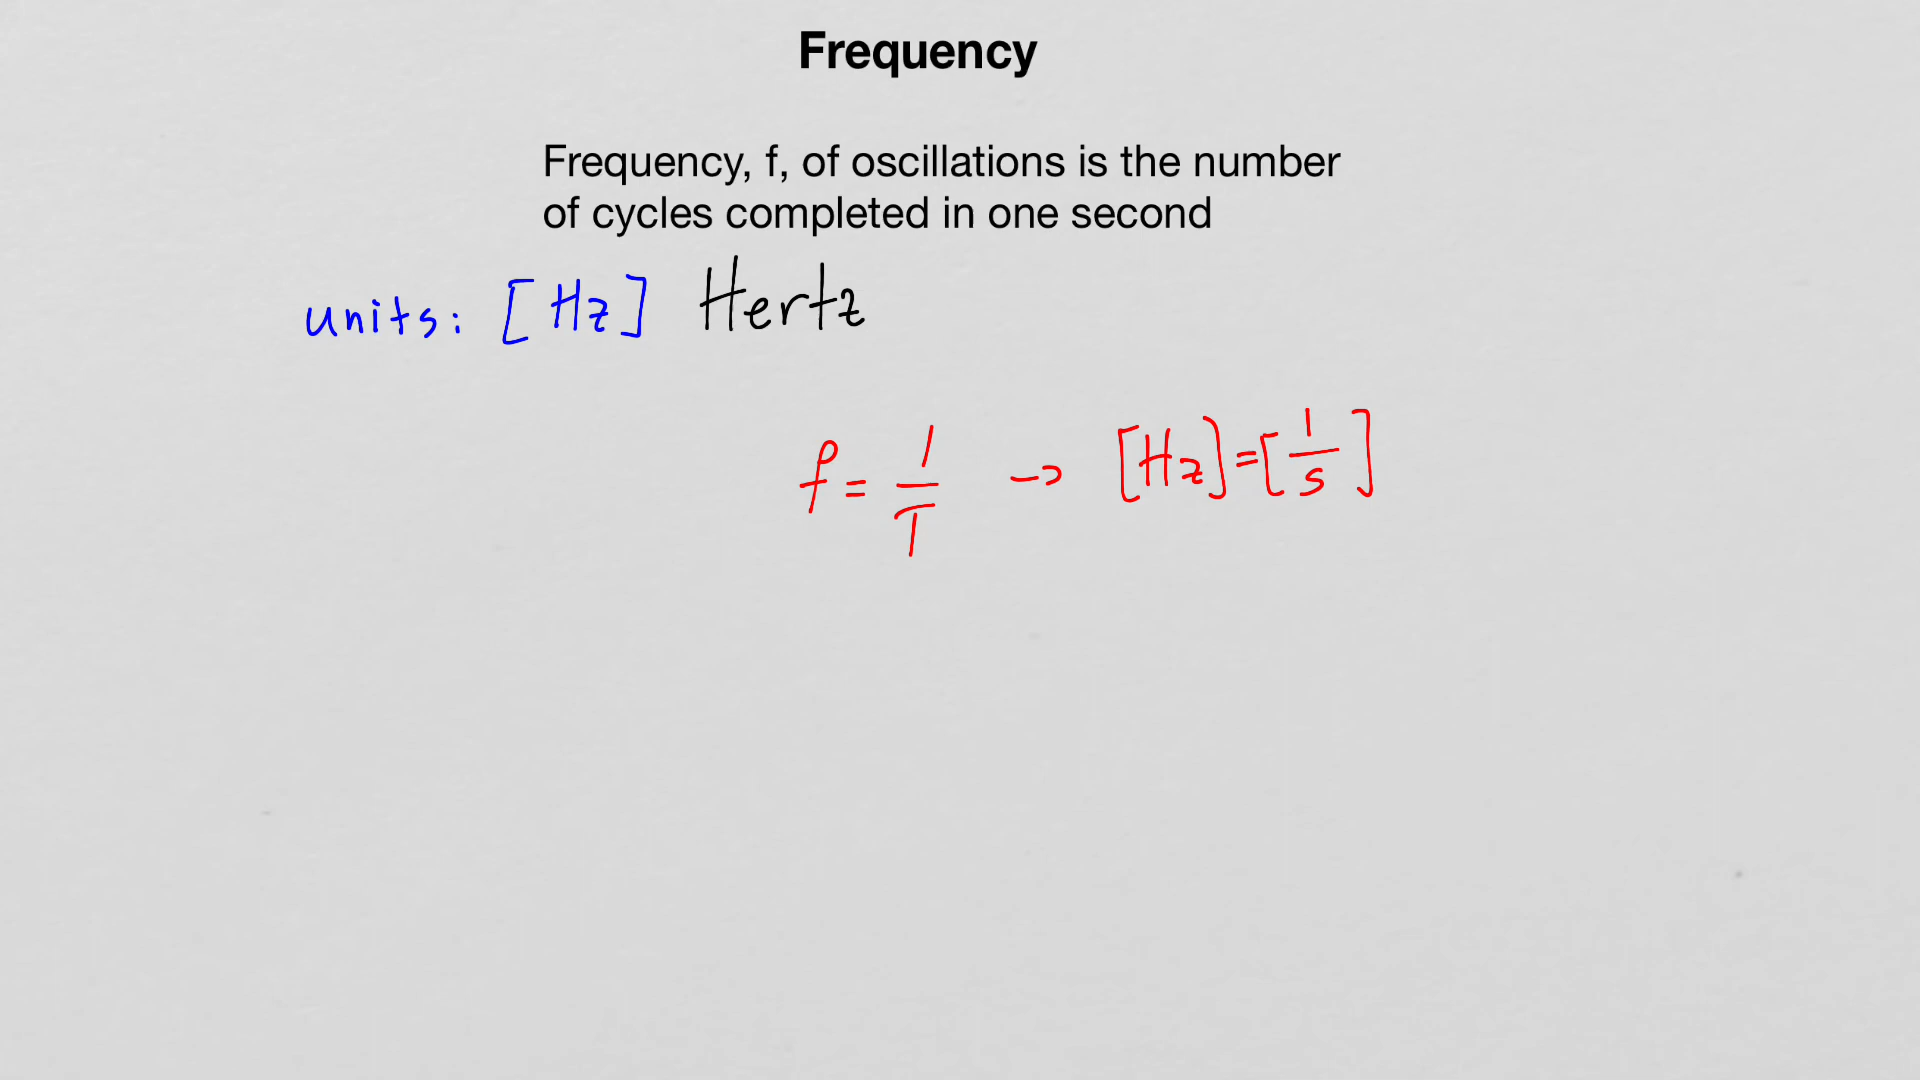 Frequency
Frequency, f, of oscillations is the number
of cycles completed in one second
units: [Hz] Hertz
f = 1/T → [Hz]=[1/s]